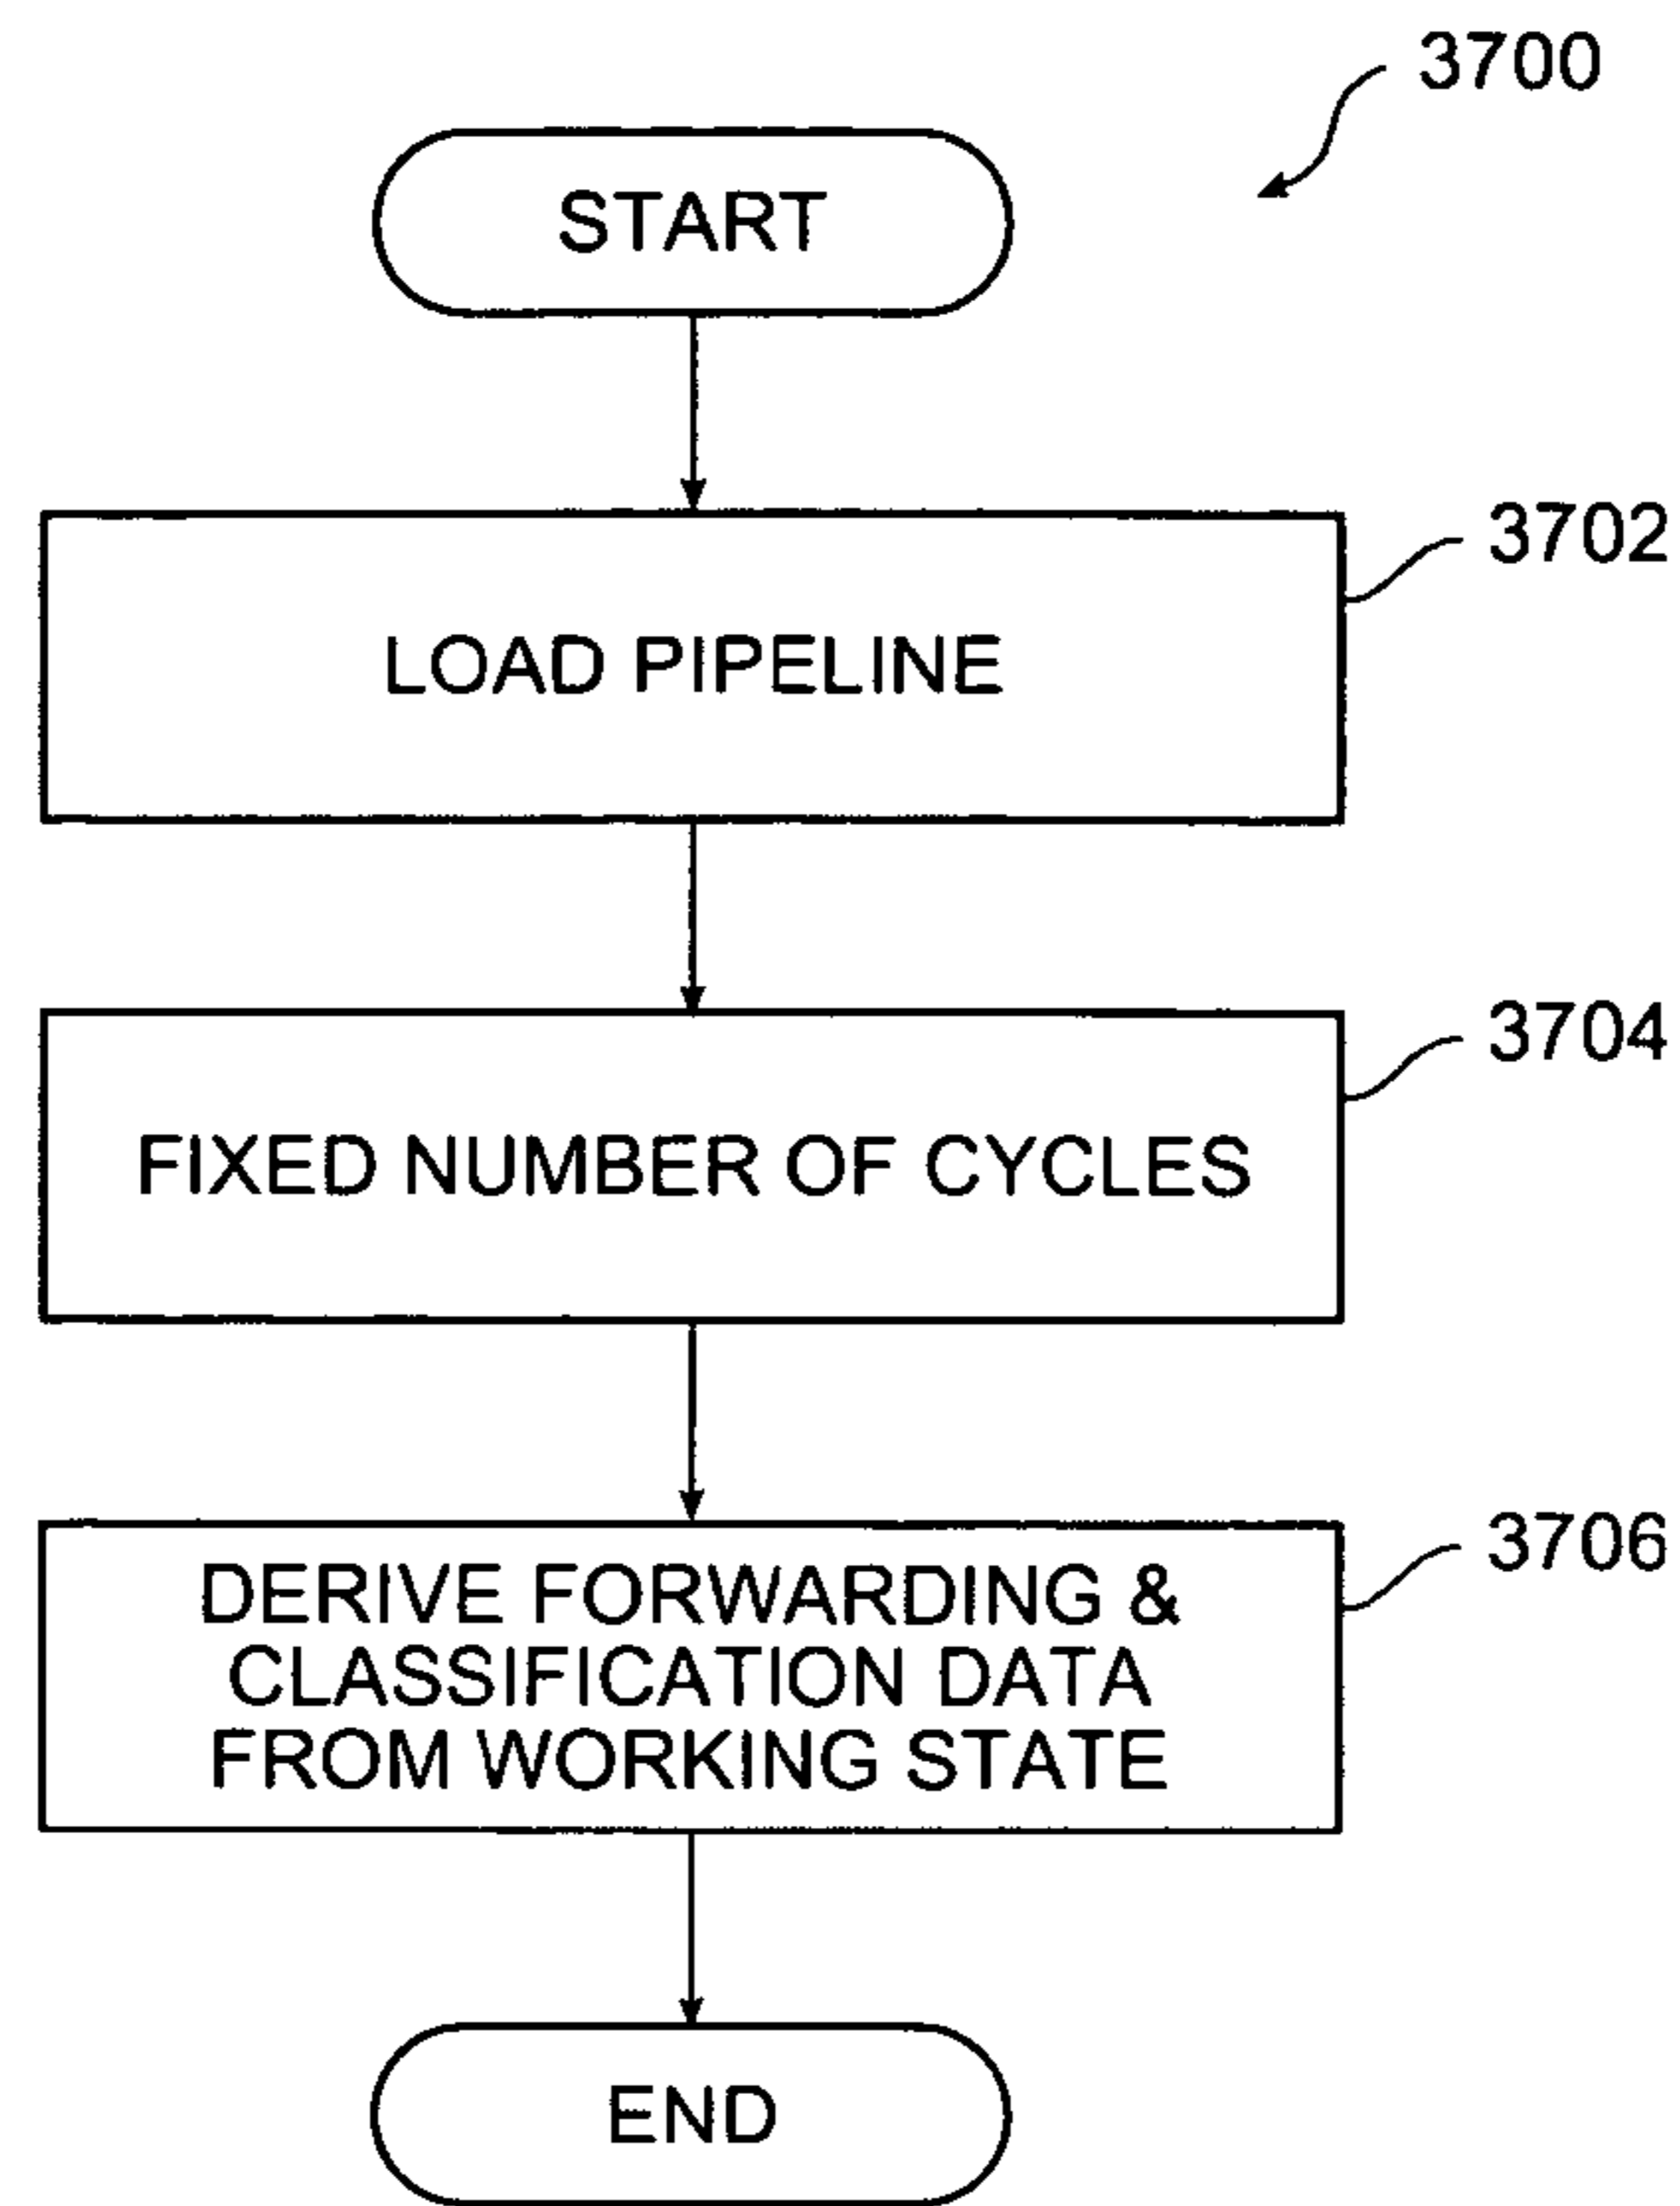 3700
START
3702
LOAD PIPELINE
3704
FIXED NUMBER OF CYCLES
3706
DERIVE FORWARDING &
CLASSIFICATION DATA
FROM WORKING STATE
END